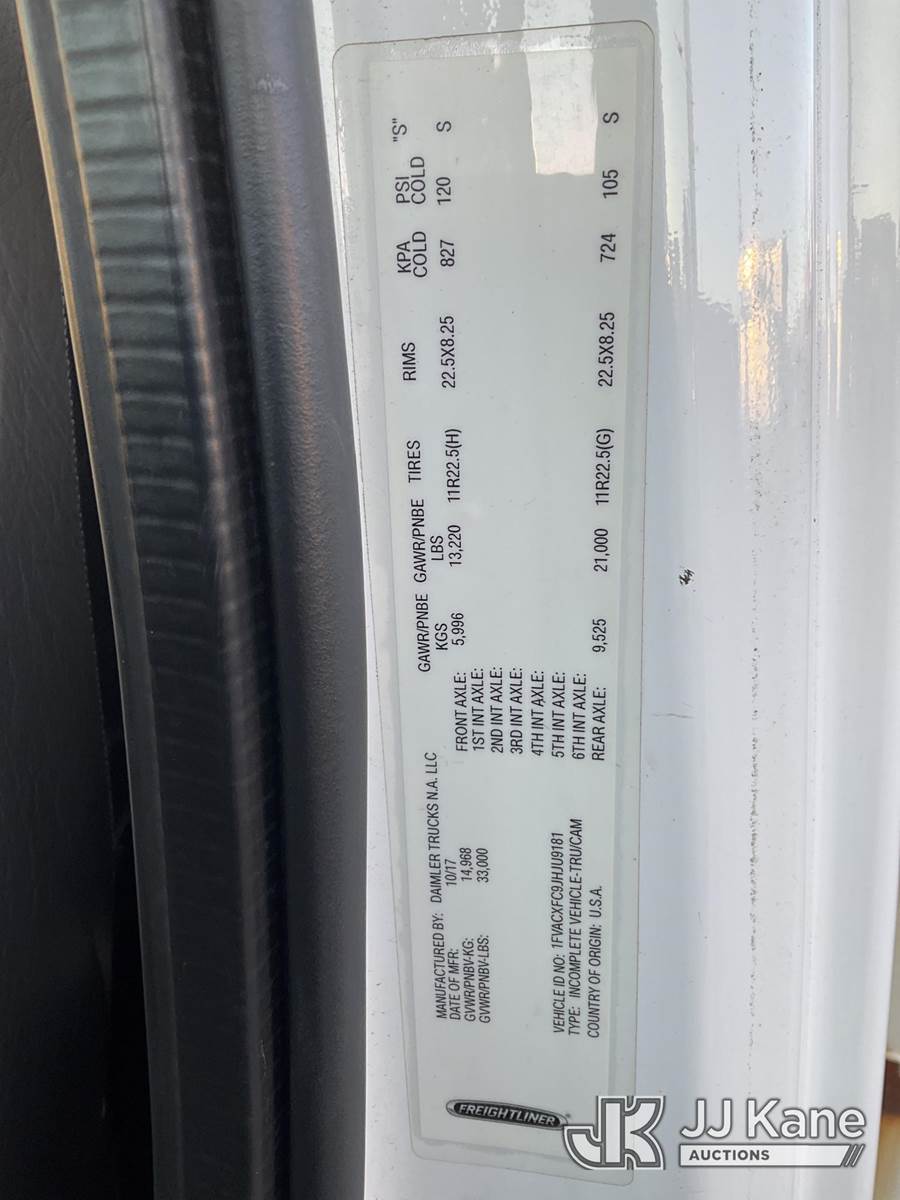 FREIGHTLINER
MANUFACTURED BY: DAIMLER TRUCKS N.A. LLC
DATE OF MFR: 10/17
GVWR/PNBV-KG: 14,968
GVWR/PNBV-LBS: 33,000
VEHICLE ID NO: 1FVACXFC9JHJU9181
TYPE: INCOMPLETE VEHICLE-TRU/CAM
COUNTRY OF ORIGIN: U.S.A.
GAWR/PNBE GAWR/PNBE TIRES RIMS KPA PSI "S"
KGS LBS COLD COLD
FRONT AXLE: 5,996 13,220 11R22.5(H) 22.5X8.25 827 120 S
1ST INT AXLE:
2ND INT AXLE:
3RD INT AXLE:
4TH INT AXLE:
5TH INT AXLE:
6TH INT AXLE:
REAR AXLE: 9,525 21,000 11R22.5(G) 22.5X8.25 724 105 S
JK JJ Kane
AUCTIONS